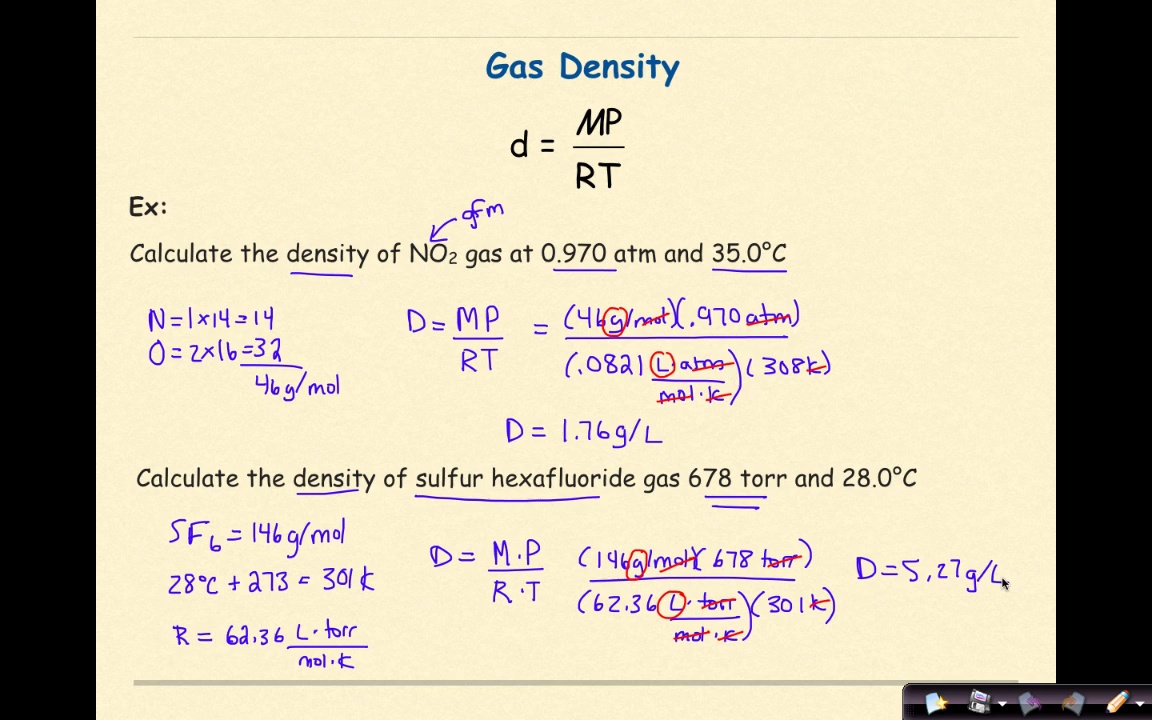 Gas Density
d = MP / RT
Ex:
gfm
Calculate the density of NO₂ gas at 0.970 atm and 35.0°C
N = 1 x 14 = 14
O = 2 x 16 = 32
46 g/mol
D = MP / RT = (46 g/mol)(.970 atm) / (.0821 L·atm / mol·K)(308 K)
D = 1.76 g/L
Calculate the density of sulfur hexafluoride gas 678 torr and 28.0°C
SF₆ = 146 g/mol
28°C + 273 = 301 K
R = 62.36 L·torr / mol·K
D = M·P / R·T (146 g/mol)(678 torr) / (62.36 L·torr / mol·K)(301 K)
D = 5.27 g/L